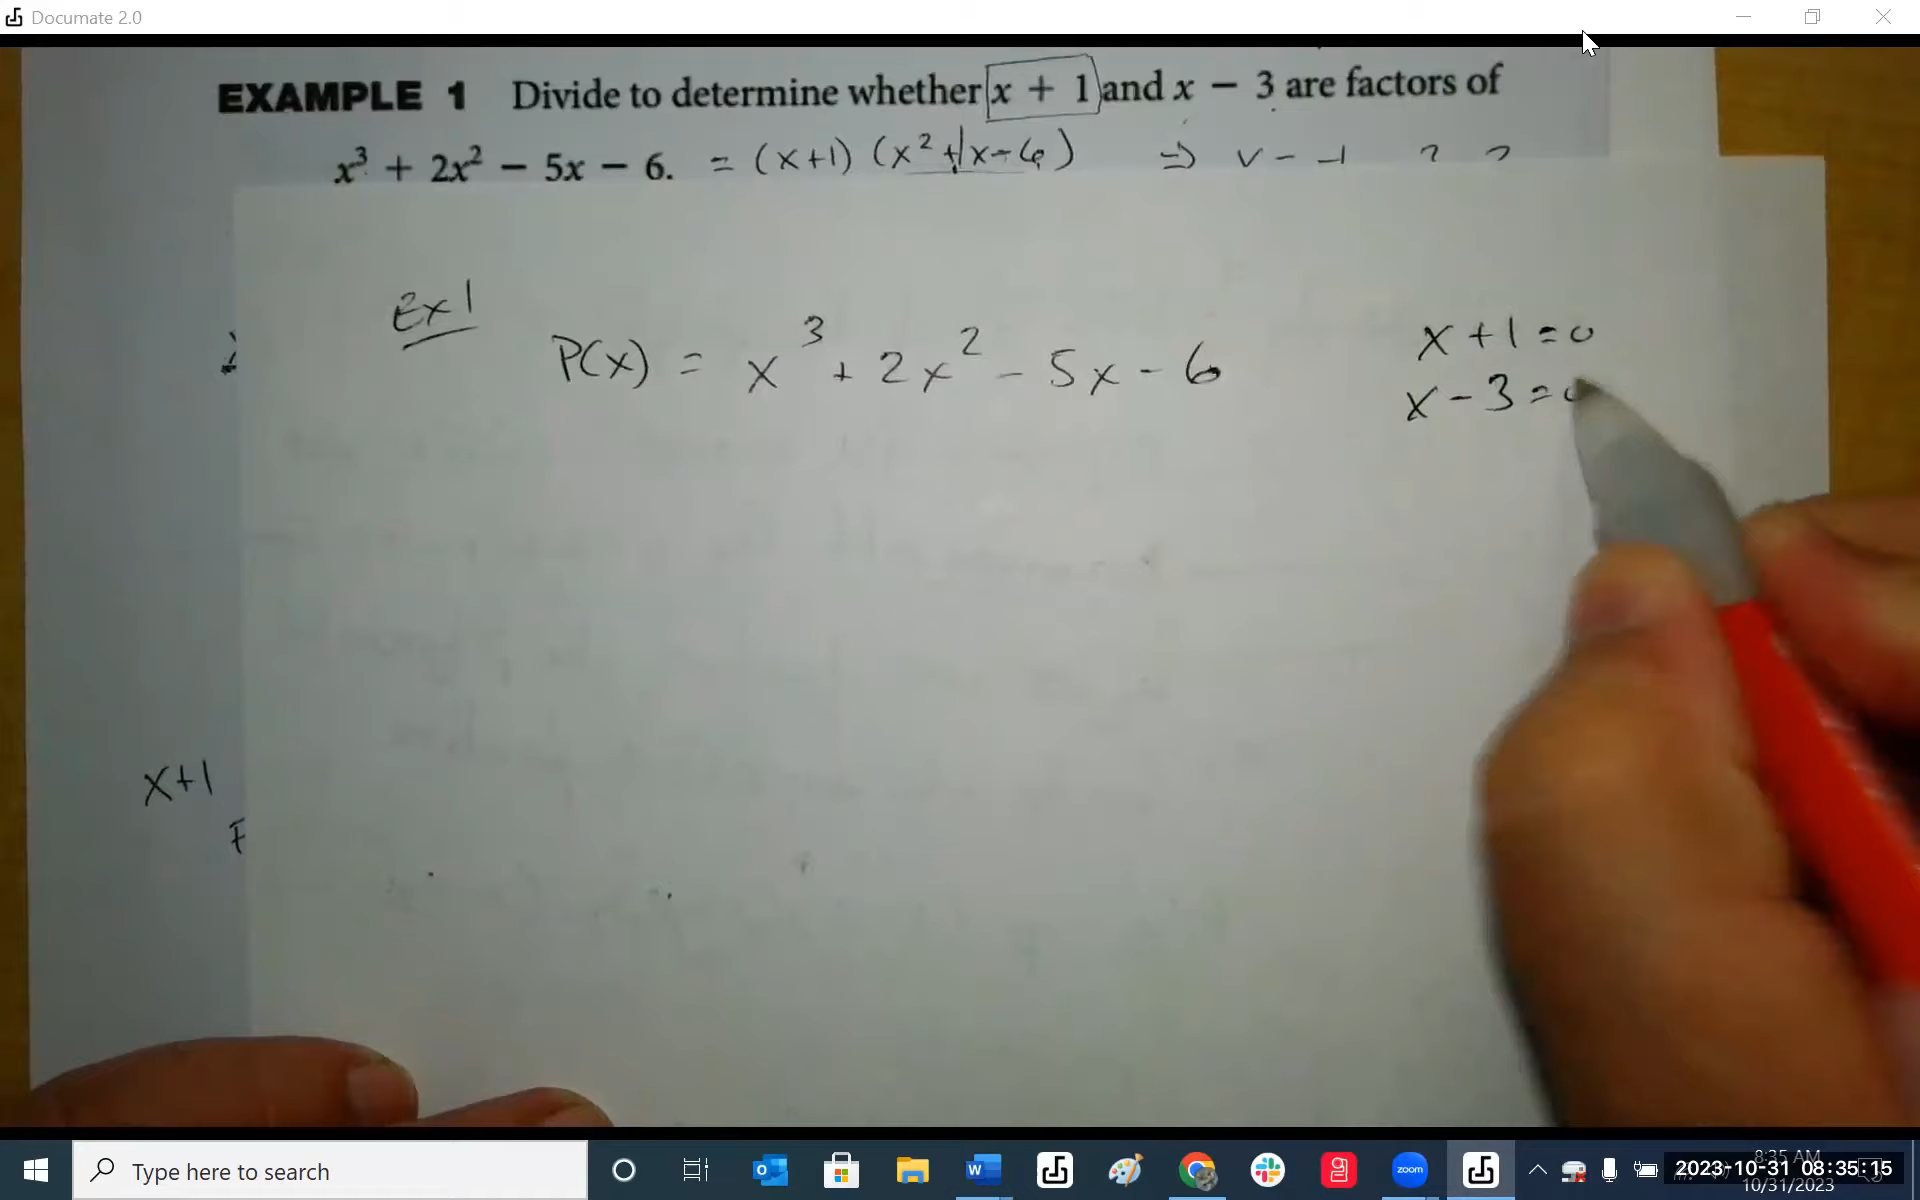 Documate 2.0
EXAMPLE 1 Divide to determine whether x + 1 and x − 3 are factors of
x³ + 2x² − 5x − 6. = (x+1) (x² + 1x - 6) ⇒
Ex 1
P(x) = x³ + 2x² - 5x - 6
x + 1 = 0
x - 3 = 0
x+1
Type here to search
zoom
8:35 AM
2023-10-31 08:35:15
10/31/2023